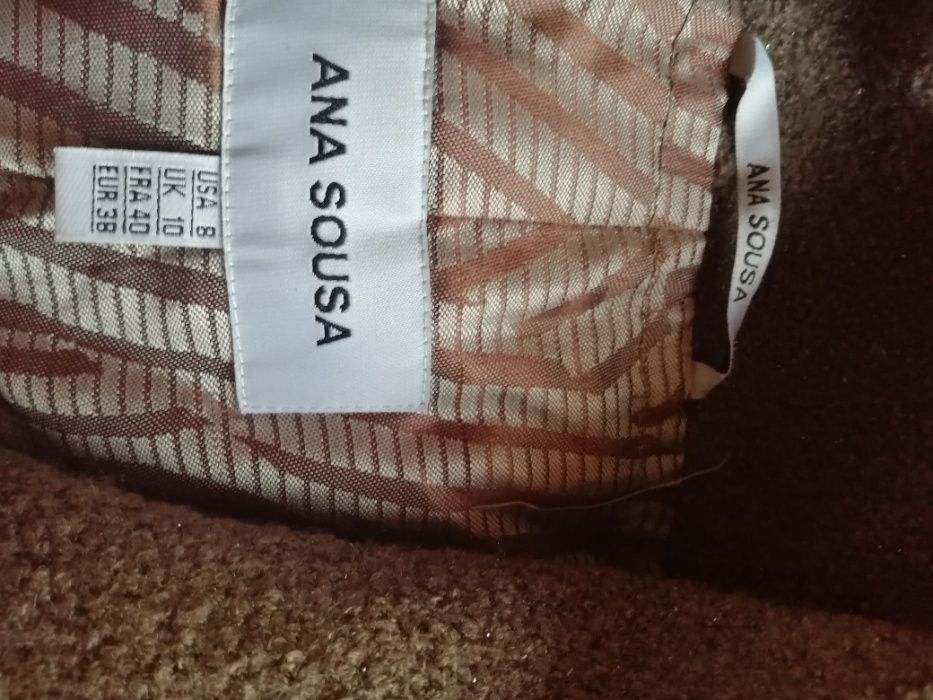 ANA SOUSA
USA 8
UK 10
FRA 40
EUR 38
ANA SOUSA